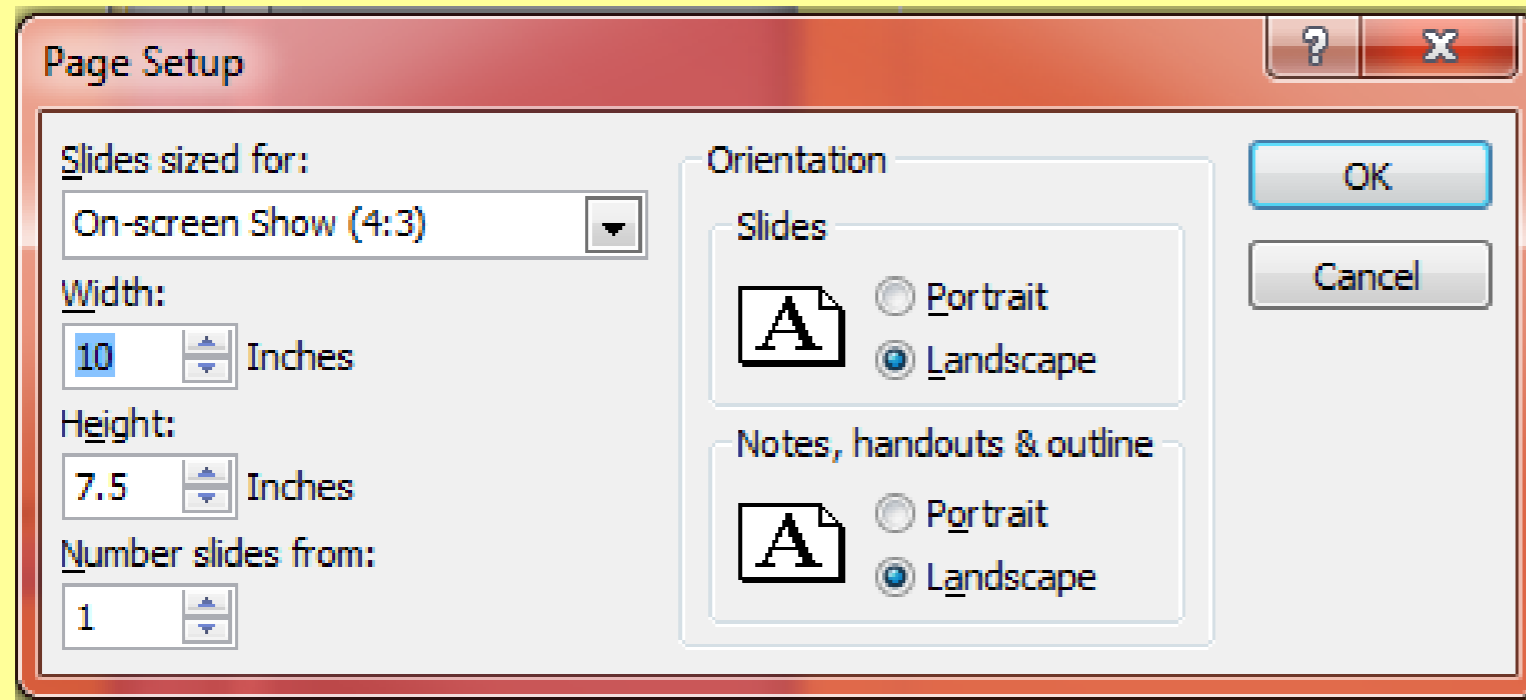 Page Setup
?
X
Slides sized for:
On-screen Show (4:3)
Width:
10 Inches
Height:
7.5 Inches
Number slides from:
1
Orientation
Slides
A
Portrait
Landscape
Notes, handouts & outline
A
Portrait
Landscape
OK
Cancel